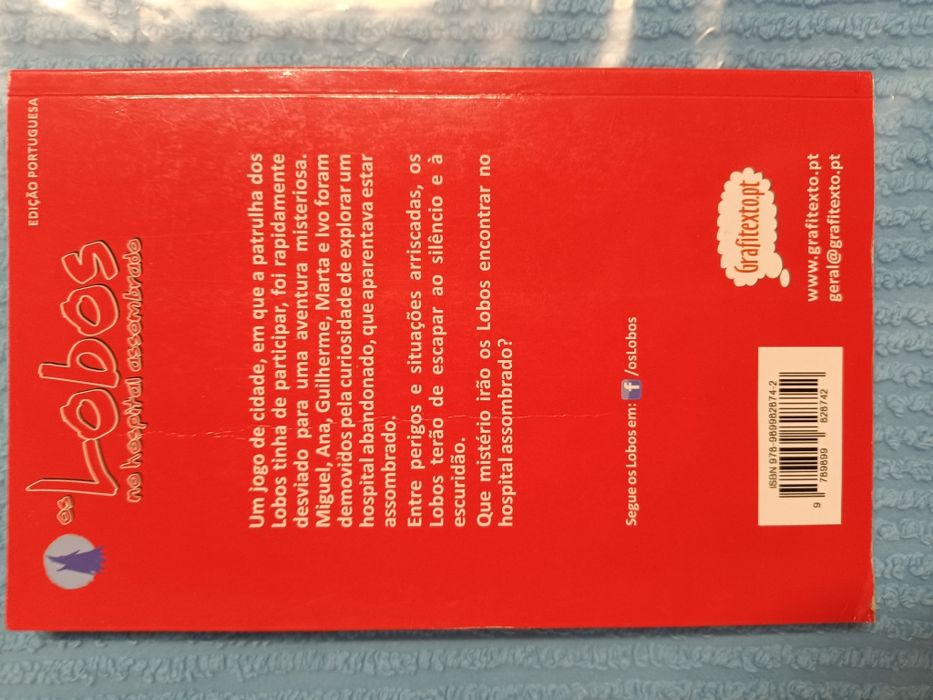 EDIÇÃO PORTUGUESA
os Lobos
no hospital assombrado
Um jogo de cidade, em que a patrulha dos
Lobos tinha de participar, foi rapidamente
desviado para uma aventura misteriosa.
Miguel, Ana, Guilherme, Marta e Ivo foram
demovidos pela curiosidade de explorar um
hospital abandonado, que aparentava estar
assombrado.
Entre perigos e situações arriscadas, os
Lobos terão de escapar ao silêncio e à
escuridão.
Que mistério irão os Lobos encontrar no
hospital assombrado?
Segue os Lobos em: f /osLobos
Grafitexto.pt
www.grafitexto.pt
geral@grafitexto.pt
ISBN 978-989982874-2
9 789899 828742